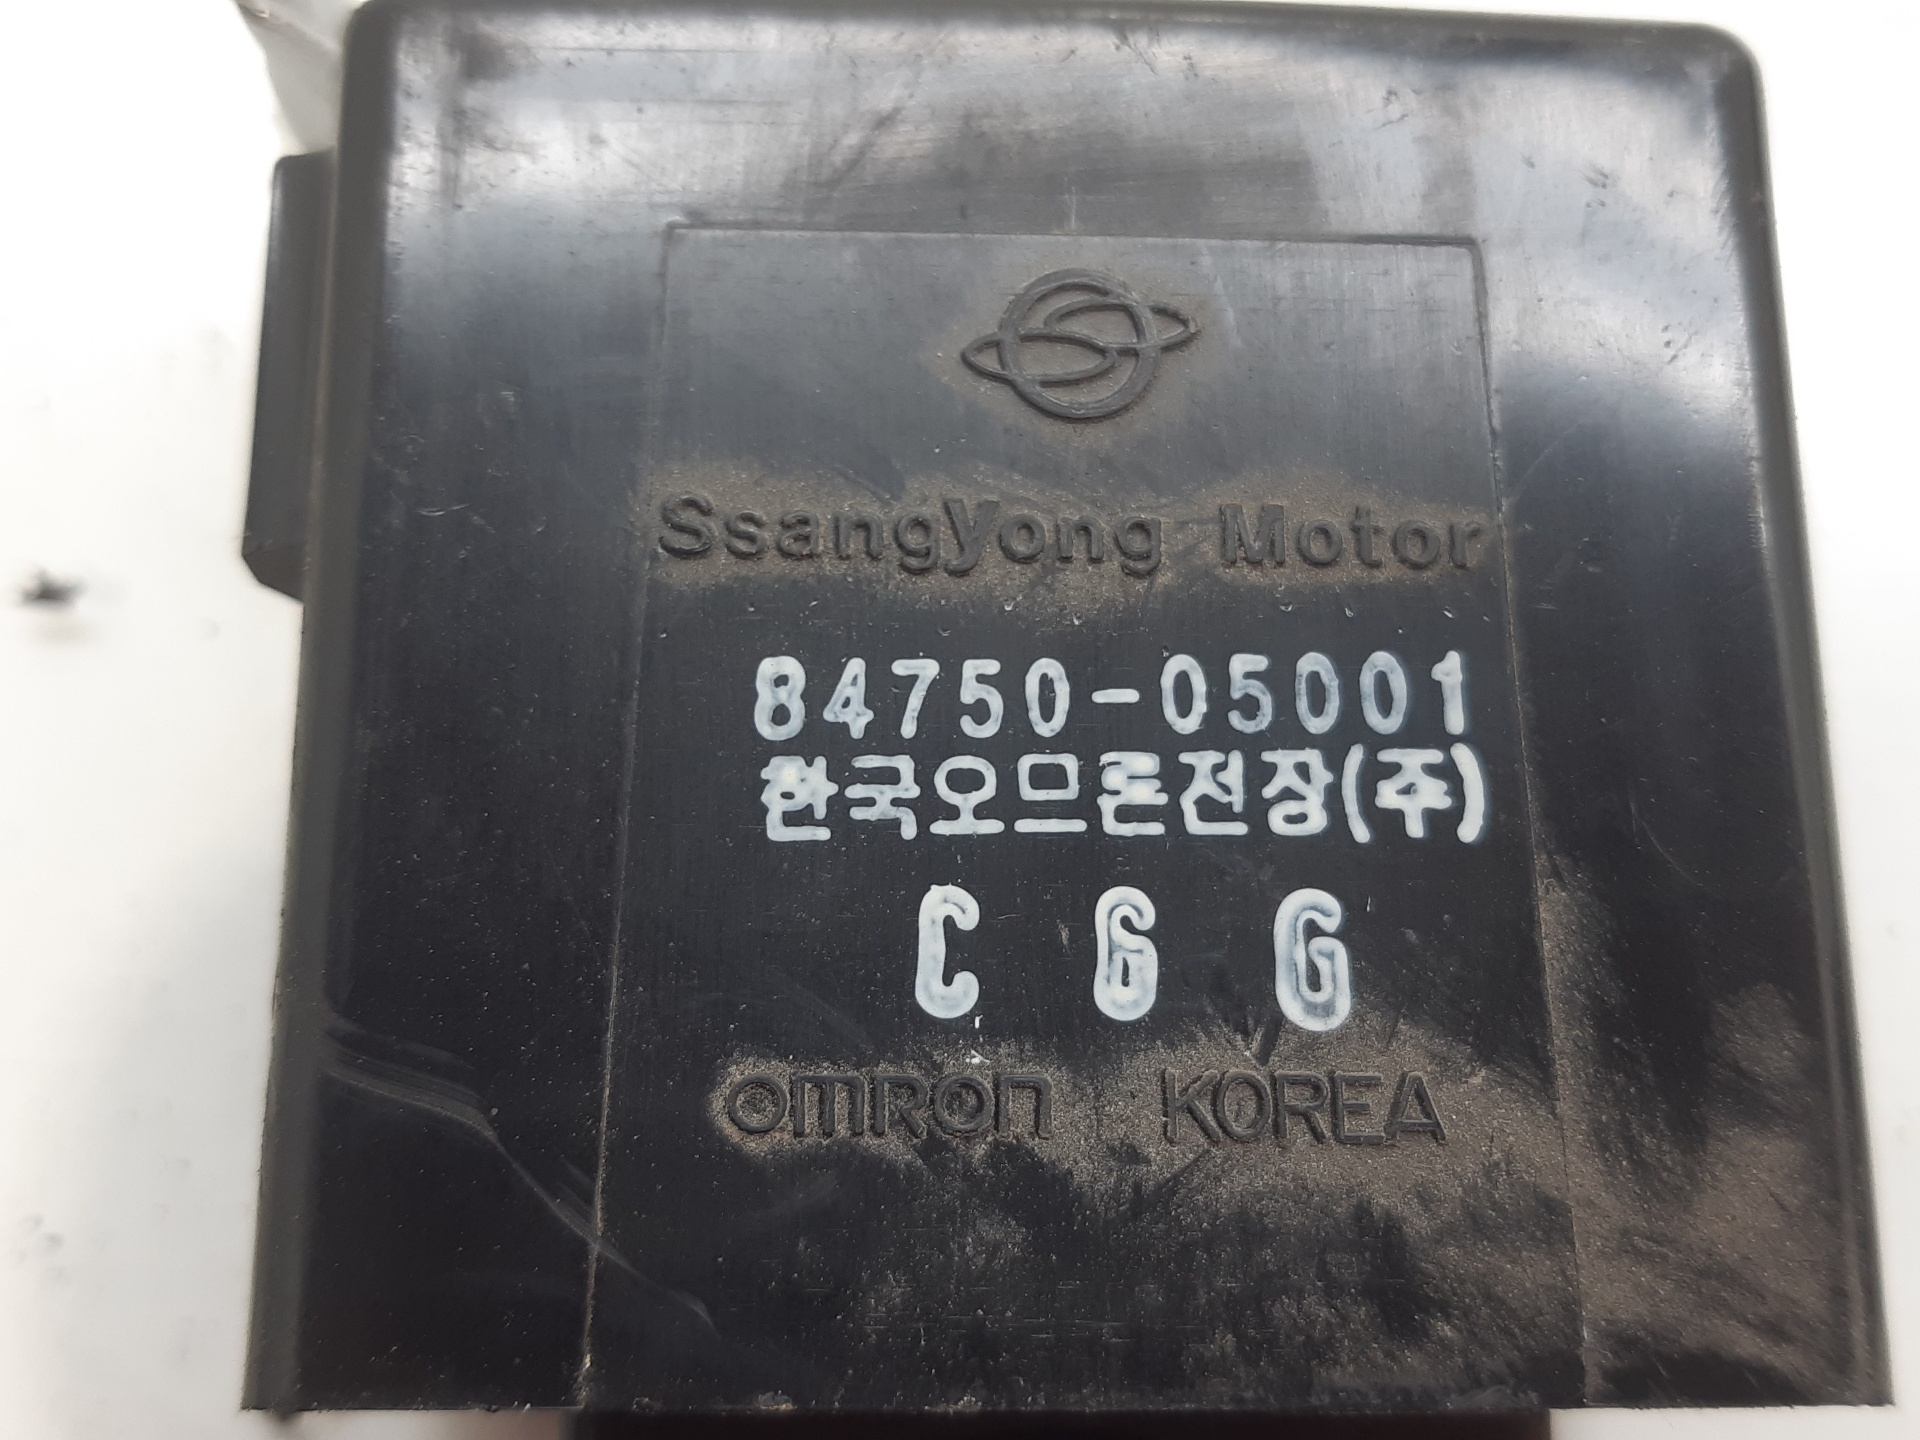 SsangYong Motor
84750-05001
한국오므론전장(주)
C 6 G
OMRON KOREA